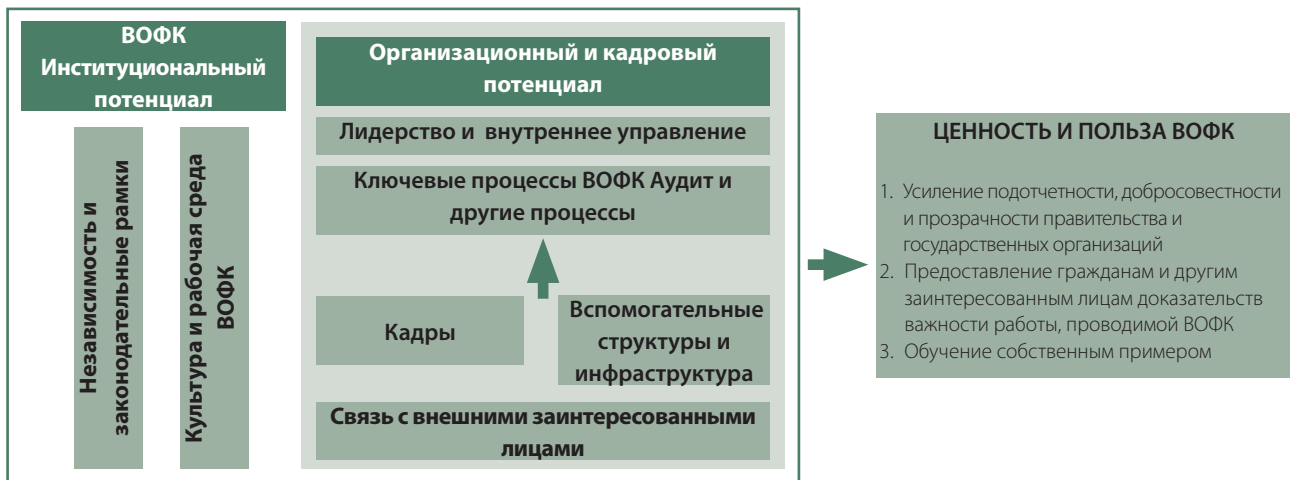 ВОФК
Институциональный
потенциал
Независимость и
законодательные рамки
Культура и рабочая среда
ВОФК
Организационный и кадровый
потенциал
Лидерство и внутреннее управление
Ключевые процессы ВОФК Аудит и
другие процессы
Кадры
Вспомогательные
структуры и
инфраструктура
Связь с внешними заинтересованными
лицами
ЦЕННОСТЬ И ПОЛЬЗА ВОФК
1. Усиление подотчетности, добросовестности
и прозрачности правительства и
государственных организаций
2. Предоставление гражданам и другим
заинтересованным лицам доказательств
важности работы, проводимой ВОФК
3. Обучение собственным примером